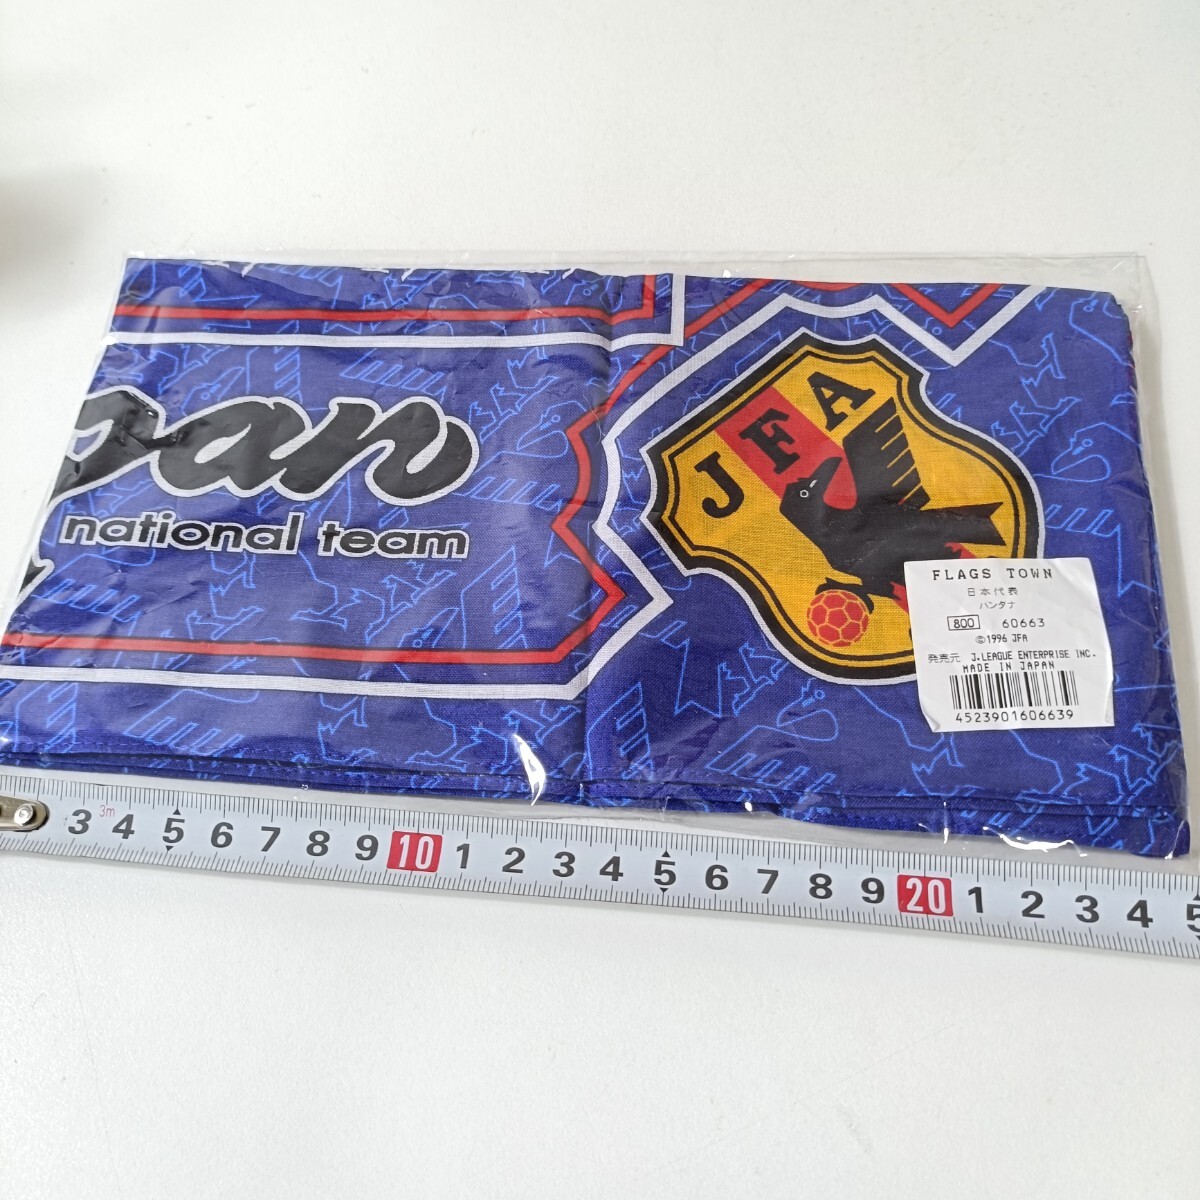 pan
national team
JFA
FLAGS TOWN
日本代表
バンダナ
800 60663
©1996 JFA
発売元 J.LEAGUE ENTERPRISE INC.
MADE IN JAPAN
4523901606639
3m
3 4 5 6 7 8 9 10 1 2 3 4 5 6 7 8 9 20 1 2 3 4 5